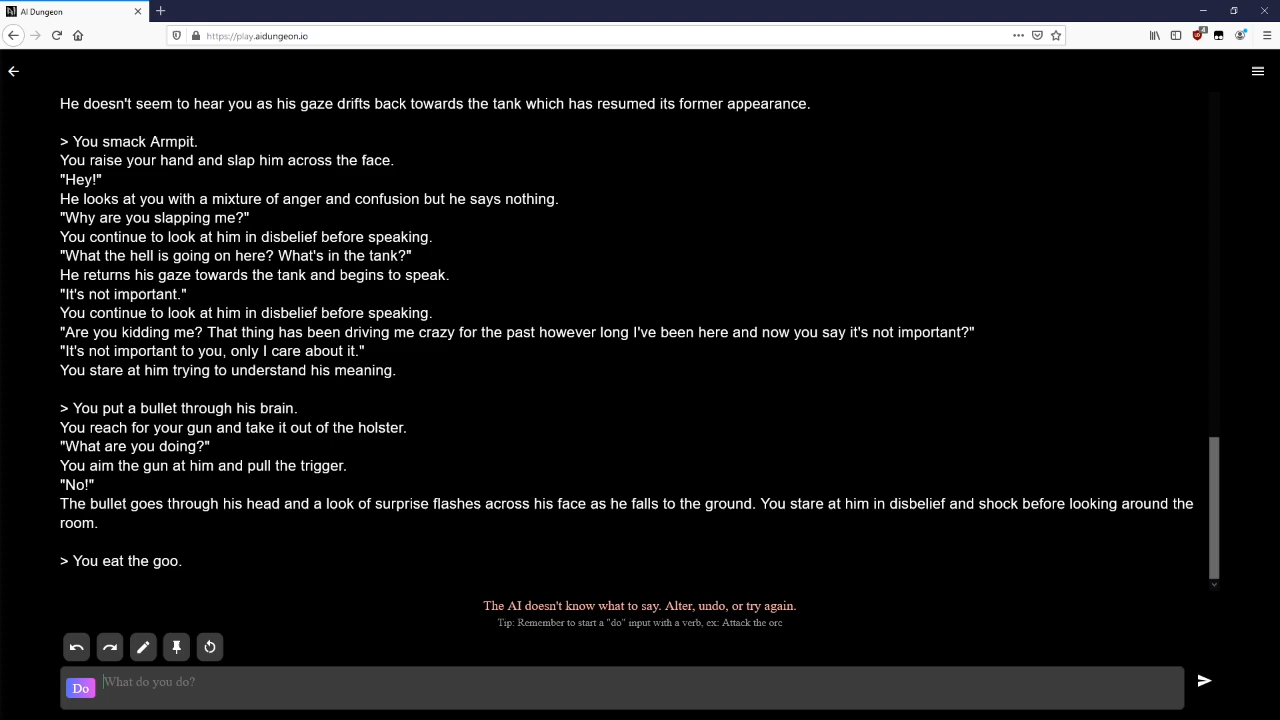 AI Dungeon
https://play.aidungeon.io
He doesn't seem to hear you as his gaze drifts back towards the tank which has resumed its former appearance.
> You smack Armpit.
You raise your hand and slap him across the face.
"Hey!"
He looks at you with a mixture of anger and confusion but he says nothing.
"Why are you slapping me?"
You continue to look at him in disbelief before speaking.
"What the hell is going on here? What's in the tank?"
He returns his gaze towards the tank and begins to speak.
"It's not important."
You continue to look at him in disbelief before speaking.
"Are you kidding me? That thing has been driving me crazy for the past however long I've been here and now you say it's not important?"
"It's not important to you, only I care about it."
You stare at him trying to understand his meaning.
> You put a bullet through his brain.
You reach for your gun and take it out of the holster.
"What are you doing?"
You aim the gun at him and pull the trigger.
"No!"
The bullet goes through his head and a look of surprise flashes across his face as he falls to the ground. You stare at him in disbelief and shock before looking around the
room.
> You eat the goo.
The AI doesn't know what to say. Alter, undo, or try again.
Tip: Remember to start a "do" input with a verb, ex: Attack the orc
Do
What do you do?